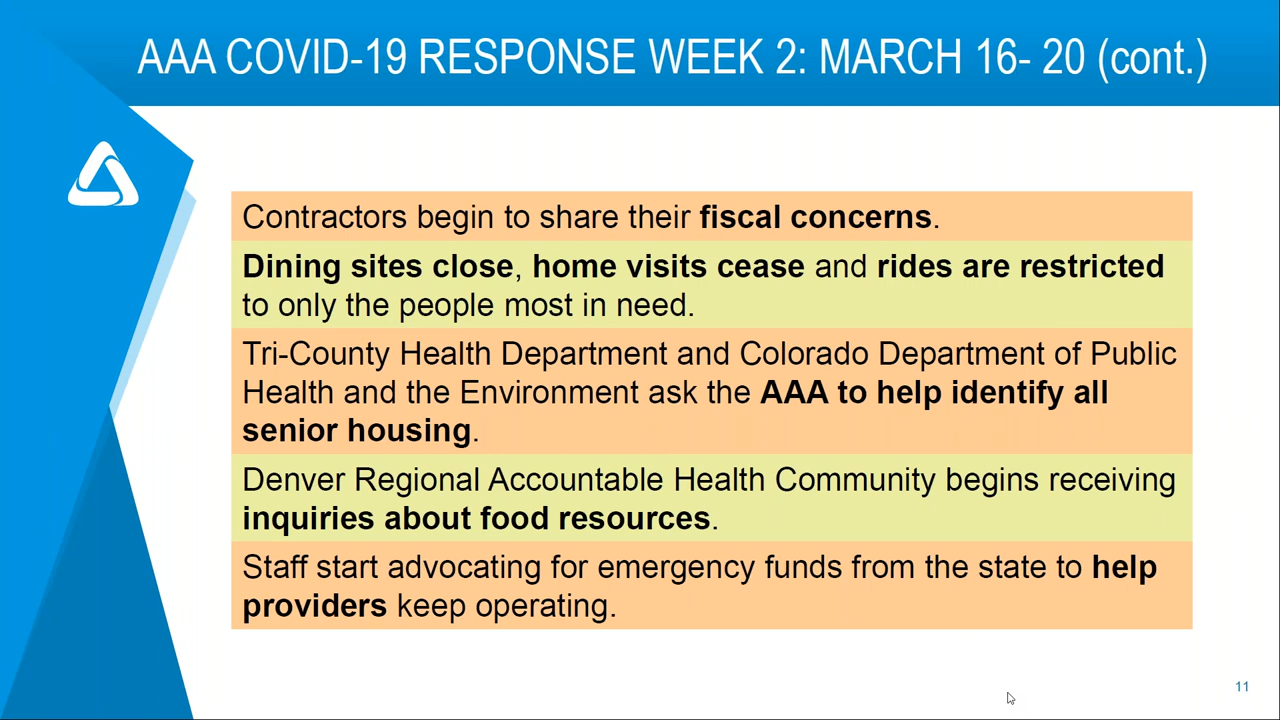 AAA COVID-19 RESPONSE WEEK 2: MARCH 16- 20 (cont.)
Contractors begin to share their fiscal concerns.
Dining sites close, home visits cease and rides are restricted
to only the people most in need.
Tri-County Health Department and Colorado Department of Public
Health and the Environment ask the AAA to help identify all
senior housing.
Denver Regional Accountable Health Community begins receiving
inquiries about food resources.
Staff start advocating for emergency funds from the state to help
providers keep operating.
11